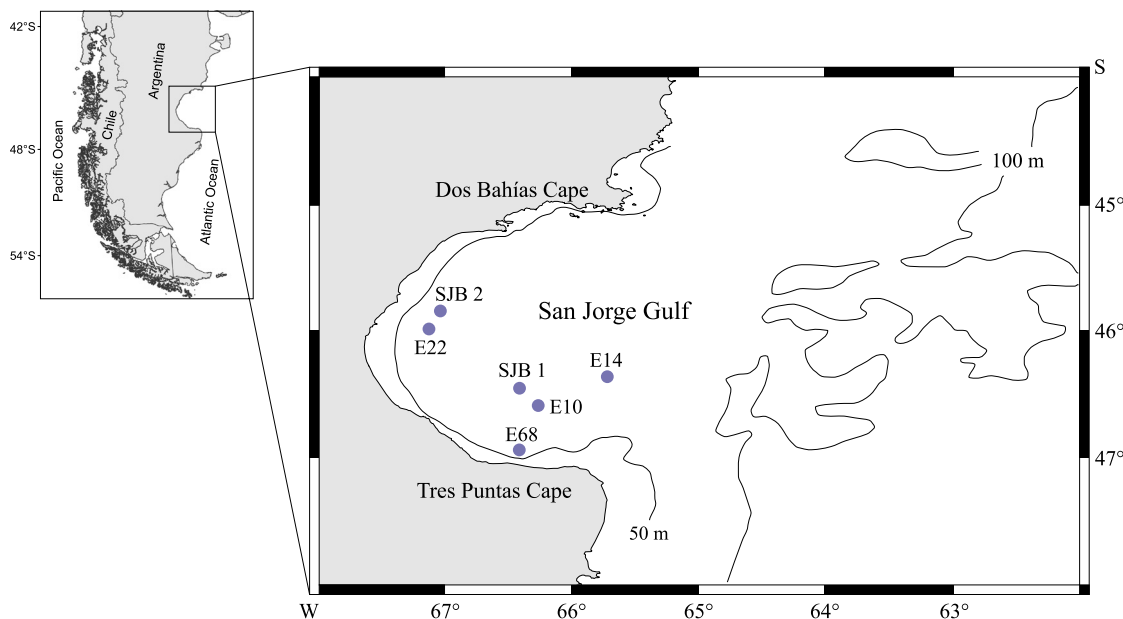 42°S
48°S
54°S
Pacific Ocean
Chile
Argentina
Atlantic Ocean
S
100 m
45°
Dos Bahías Cape
SJB 2
San Jorge Gulf
46°
E22
SJB 1
E14
E10
E68
47°
Tres Puntas Cape
50 m
W
67°
66°
65°
64°
63°